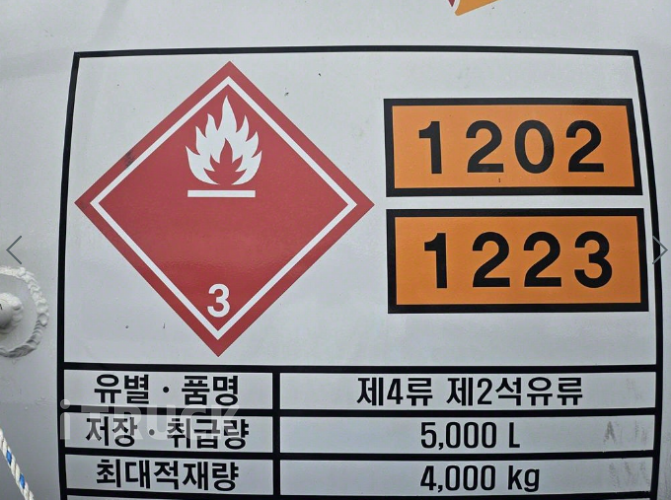 1202
1223
3
유별·품명 제4류 제2석유류
저장·취급량 5,000 L
최대적재량 4,000 kg
iTRUCK